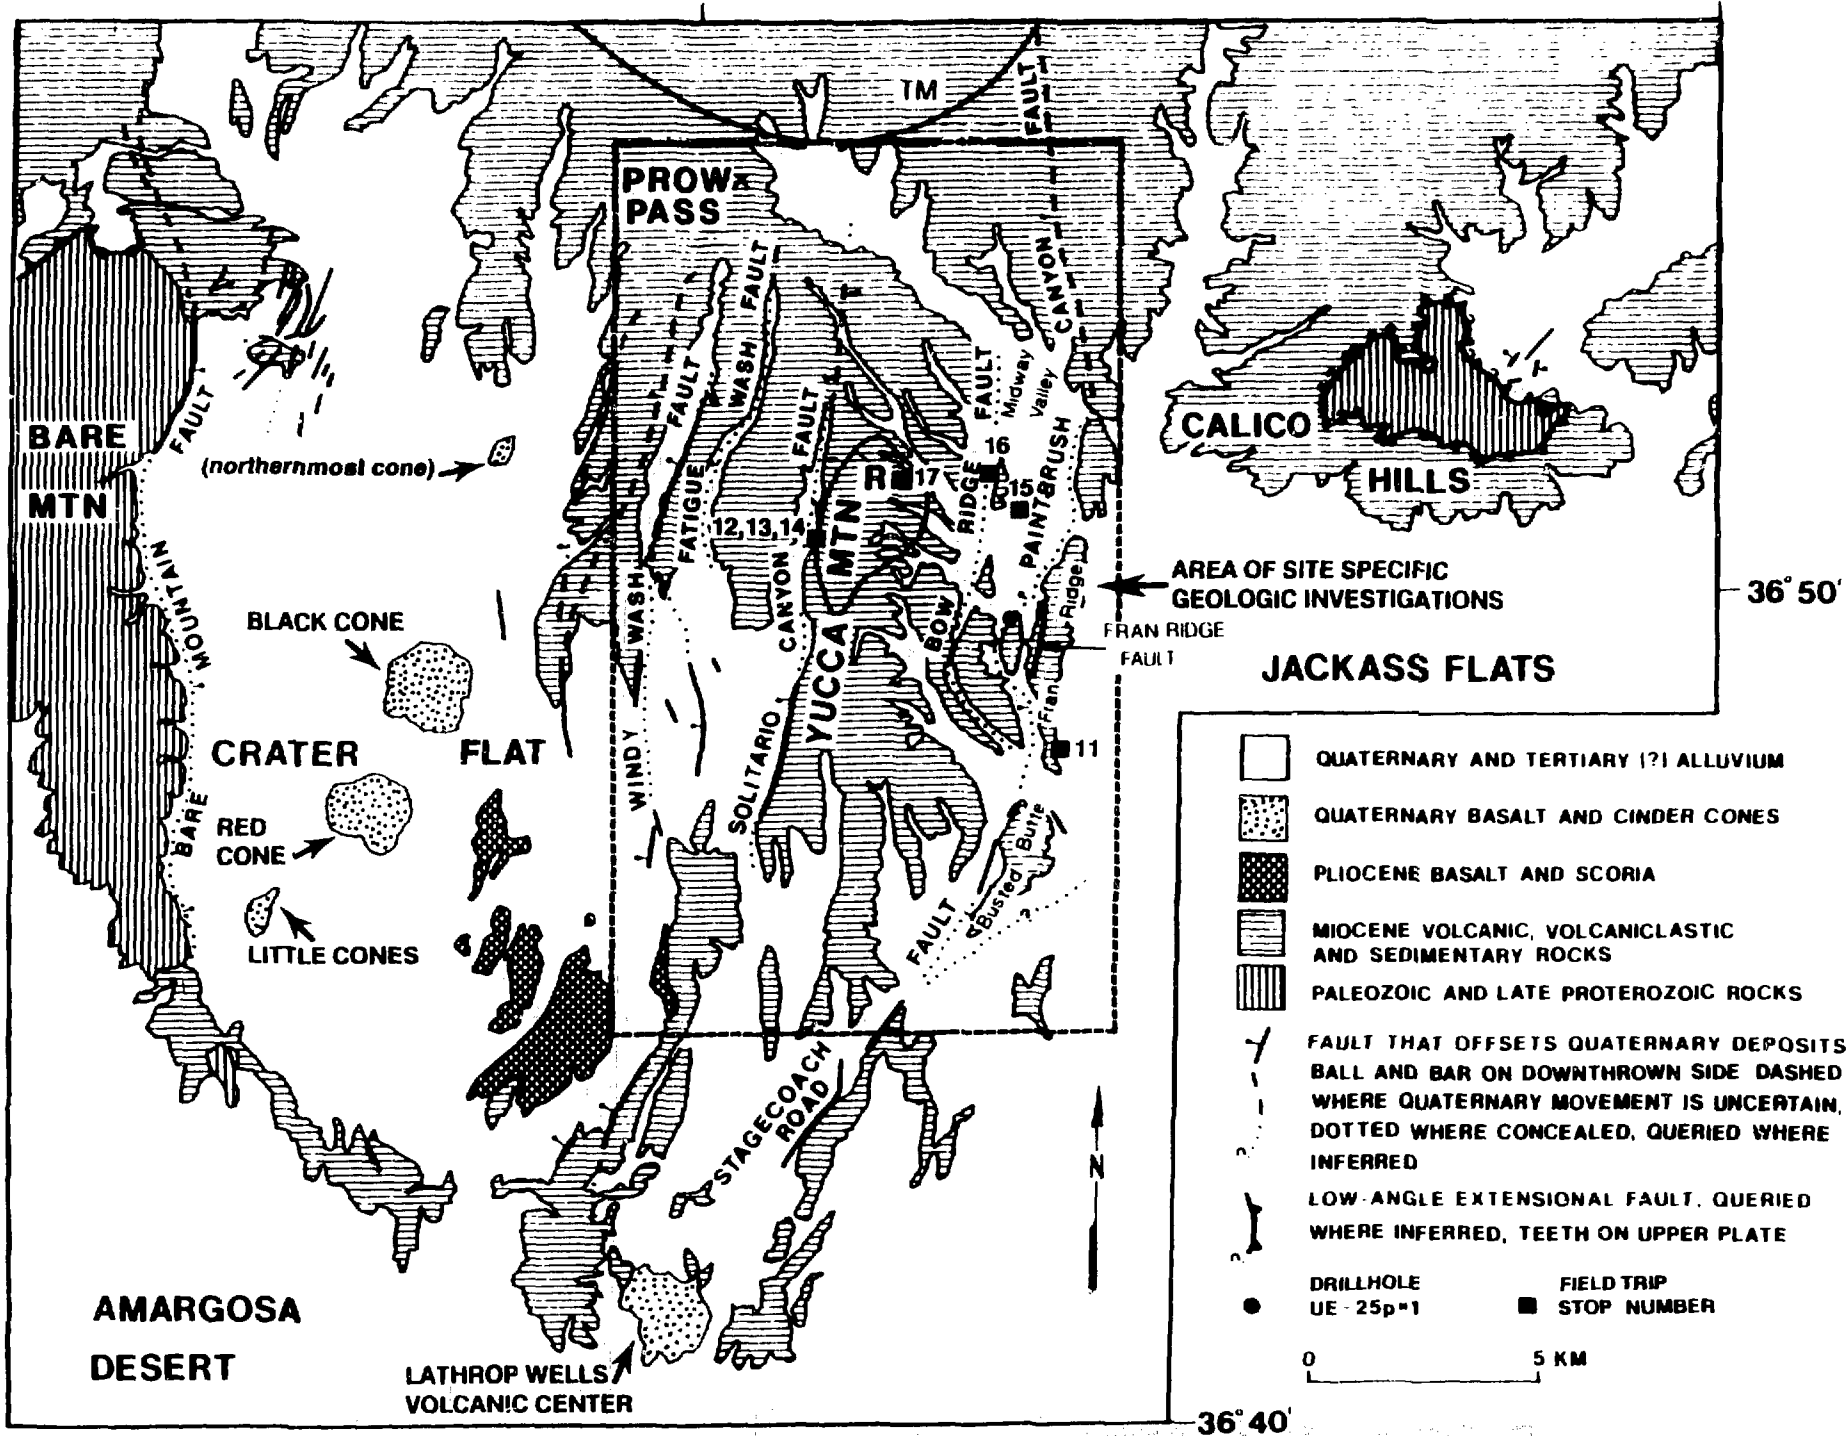 TM
FAULT
PROW
PASS
CANYON
WASH FAULT
FAULT
FAULT
FAULT
Midway
Valley
FAULT
BARE
MTN
(northernmost cone)
CALICO
HILLS
16
R
17
15
RIDGE
PAINTBRUSH
FATIGUE
12, 13, 14
MTN
YUCCA
CANYON
SOLITARIO
WASH
WINDY
BOW
Ridge
Fran
AREA OF SITE SPECIFIC
GEOLOGIC INVESTIGATIONS
36° 50'
FRAN RIDGE
FAULT
JACKASS FLATS
MOUNTAIN
BARE
BLACK CONE
CRATER
FLAT
RED
CONE
LITTLE CONES
11
Busted Butte
?
FAULT
STAGECOACH
ROAD
N
AMARGOSA
DESERT
LATHROP WELLS
VOLCANIC CENTER
36° 40'
QUATERNARY AND TERTIARY (?) ALLUVIUM
QUATERNARY BASALT AND CINDER CONES
PLIOCENE BASALT AND SCORIA
MIOCENE VOLCANIC, VOLCANICLASTIC
AND SEDIMENTARY ROCKS
PALEOZOIC AND LATE PROTEROZOIC ROCKS
FAULT THAT OFFSETS QUATERNARY DEPOSITS
BALL AND BAR ON DOWNTHROWN SIDE DASHED
WHERE QUATERNARY MOVEMENT IS UNCERTAIN,
DOTTED WHERE CONCEALED, QUERIED WHERE
INFERRED
LOW-ANGLE EXTENSIONAL FAULT, QUERIED
WHERE INFERRED, TEETH ON UPPER PLATE
DRILLHOLE
UE-25p#1
FIELD TRIP
STOP NUMBER
0
5 KM